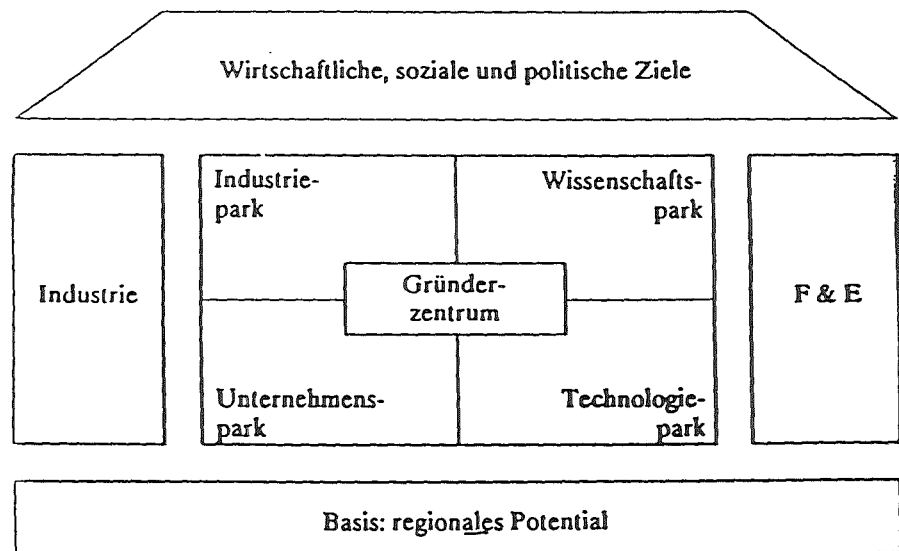 Wirtschaftliche, soziale und politische Ziele
Industrie-
park
Wissenschafts-
park
Industrie
Gründer-
zentrum
F & E
Unternehmens-
park
Technologie-
park
Basis: regionales Potential